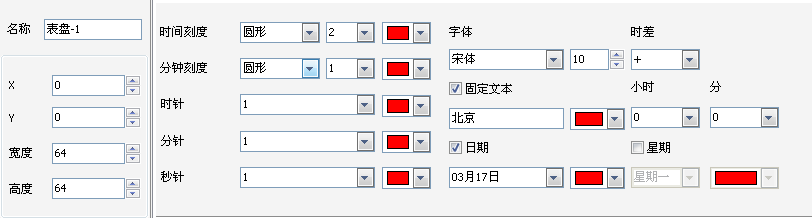 名称 表盘-1
X 0
Y 0
宽度 64
高度 64
时间刻度 圆形 2
分钟刻度 圆形 1
时针 1
分针 1
秒针 1
字体 时差
宋体 10 +
固定文本 小时 分
北京 0 0
日期 星期
03月17日 星期一